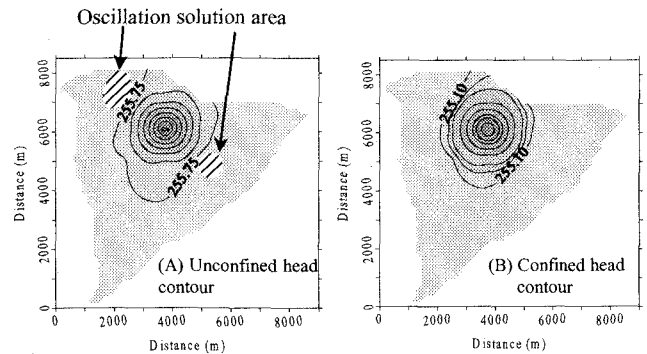 Oscillation solution area
8000
6000
4000
2000
0
Distance (m)
255.75
255.75
(A) Unconfined head
contour
0 2000 4000 6000 8000
Distance (m)
8000
6000
4000
2000
0
Distance (m)
255.10
255.10
(B) Confined head
contour
0 2000 4000 6000 8000
Distance (m)